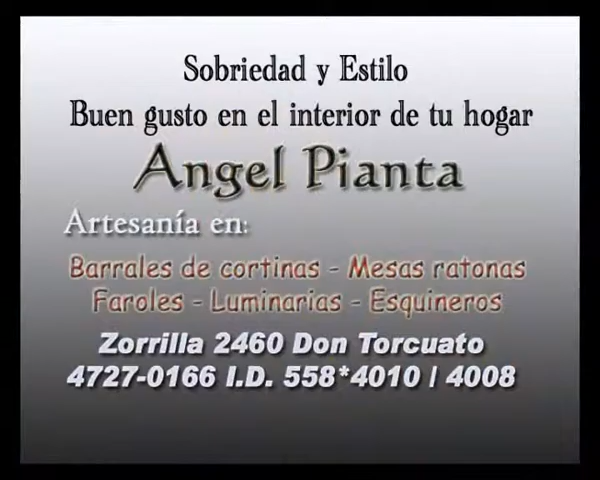 Sobriedad y Estilo
Buen gusto en el interior de tu hogar
Angel Pianta
Artesanía en:
Barrales de cortinas - Mesas ratonas
Faroles - Luminarias - Esquineros
Zorrilla 2460 Don Torcuato
4727-0166 I.D. 558*4010 / 4008